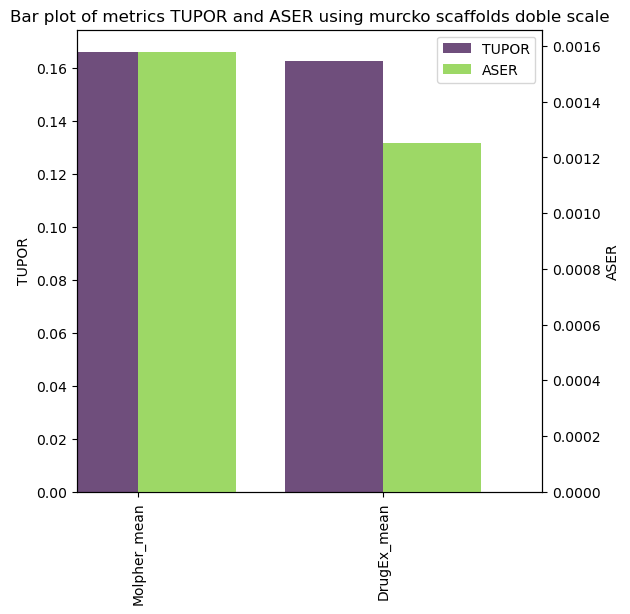 Bar plot of metrics TUPOR and ASER using murcko scaffolds doble scale
TUPOR
ASER
0.16
0.14
0.12
0.10
0.08
0.06
0.04
0.02
0.00
TUPOR
0.0016
0.0014
0.0012
0.0010
0.0008
0.0006
0.0004
0.0002
0.0000
ASER
Molpher_mean
DrugEx_mean